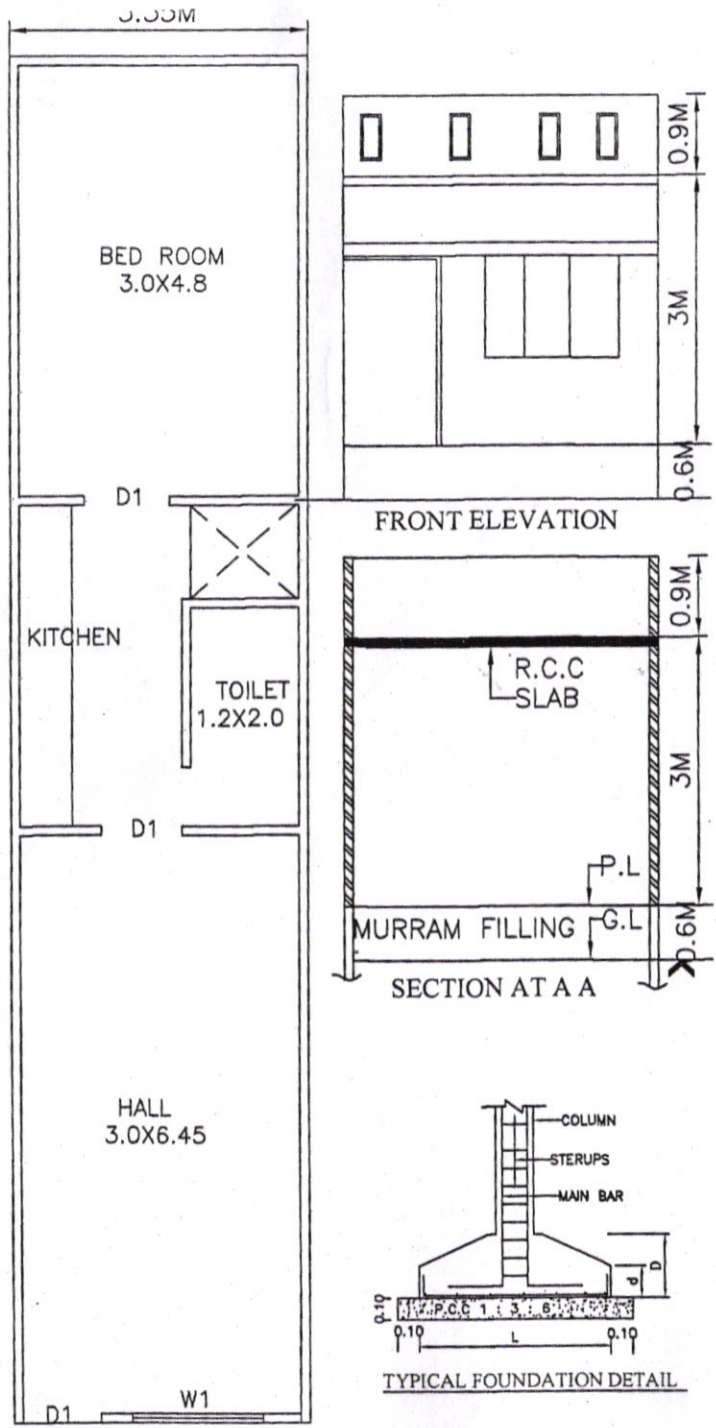 BED ROOM
3.0X4.8
D1
KITCHEN
TOILET
1.2X2.0
D1
HALL
3.0X6.45
D1
W1
0.9M
3M
0.6M
FRONT ELEVATION
0.9M
R.C.C
SLAB
3M
P.L
MURRAM FILLING
G.L
0.6M
SECTION AT A A
COLUMN
STERUPS
MAIN BAR
D
d
0.10
P.C.C 1 : 3 : 6
0.10
L
0.10
TYPICAL FOUNDATION DETAIL